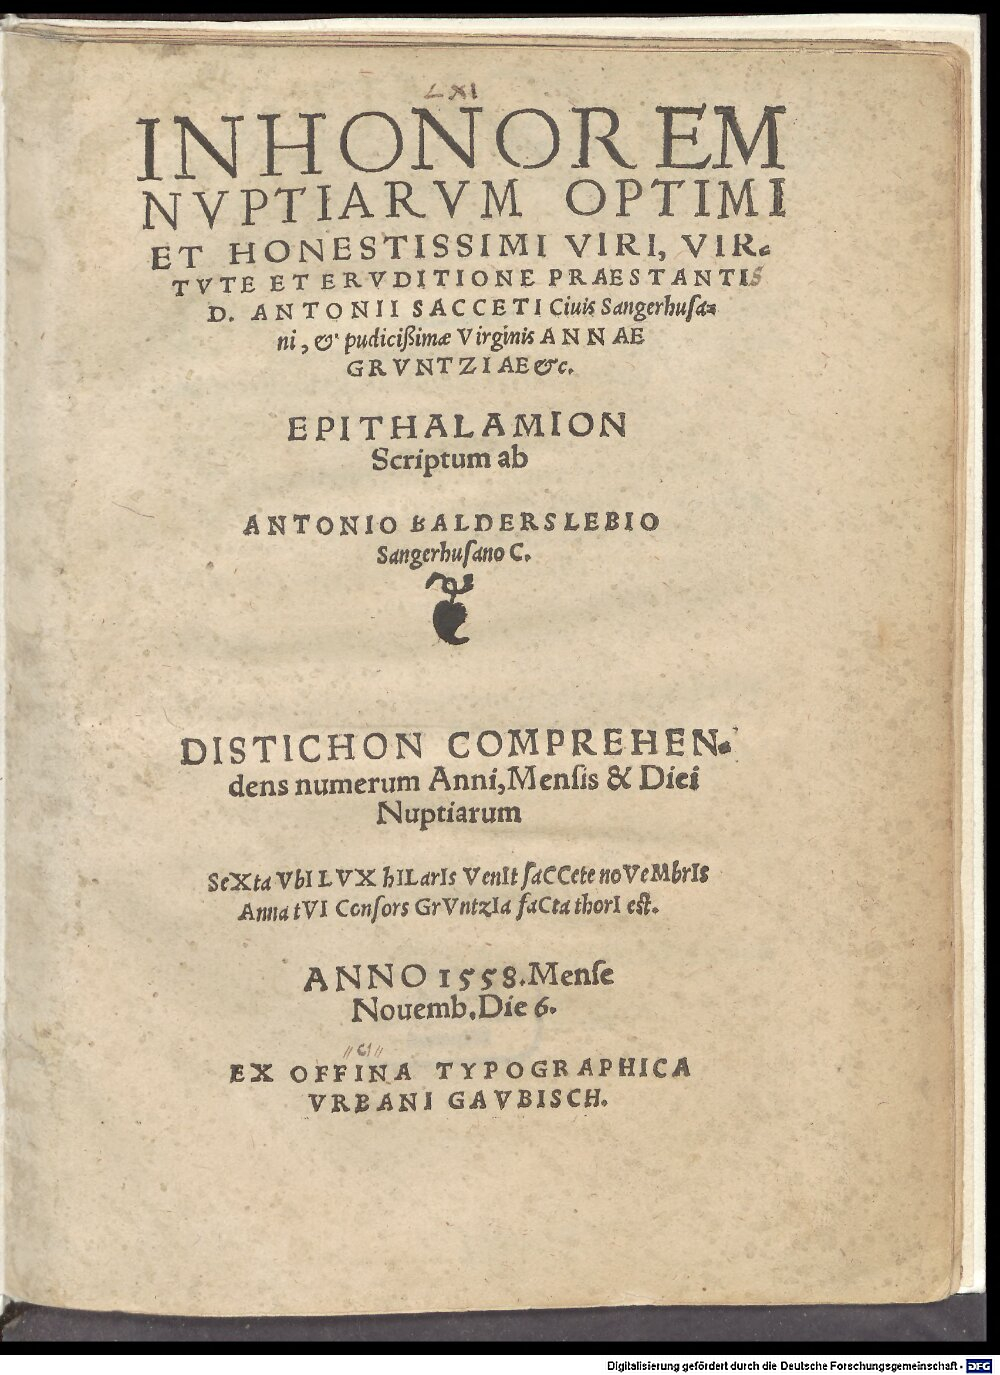 LXI
IN HONOREM
NVPTIARVM OPTIMI
ET HONESTISSIMI VIRI, VIR-
TVTE ET ERVDITIONE PRAESTANTIS
D. ANTONII SACCETI Ciuis Sangerhuſa-
ni, & pudicißimæ Virginis ANNAE
GRVNTZIAE &c.
EPITHALAMION
Scriptum ab
ANTONIO BALDERSLEBIO
Sangerhuſano C.
DISTICHON COMPREHEN-
dens numerum Anni, Menſis & Diei
Nuptiarum
SeXta VbI LVX hILarIs VenIt ſaCCete noVeMbrIs
Anna tVI Conſors GrVntzIa faCta thorI eſt.
ANNO 1558. Menſe
Nouemb. Die 6.
CI
EX OFFINA TYPOGRAPHICA
VRBANI GAVBISCH.
Digitalisierung gefördert durch die Deutsche Forschungsgemeinschaft - DFG